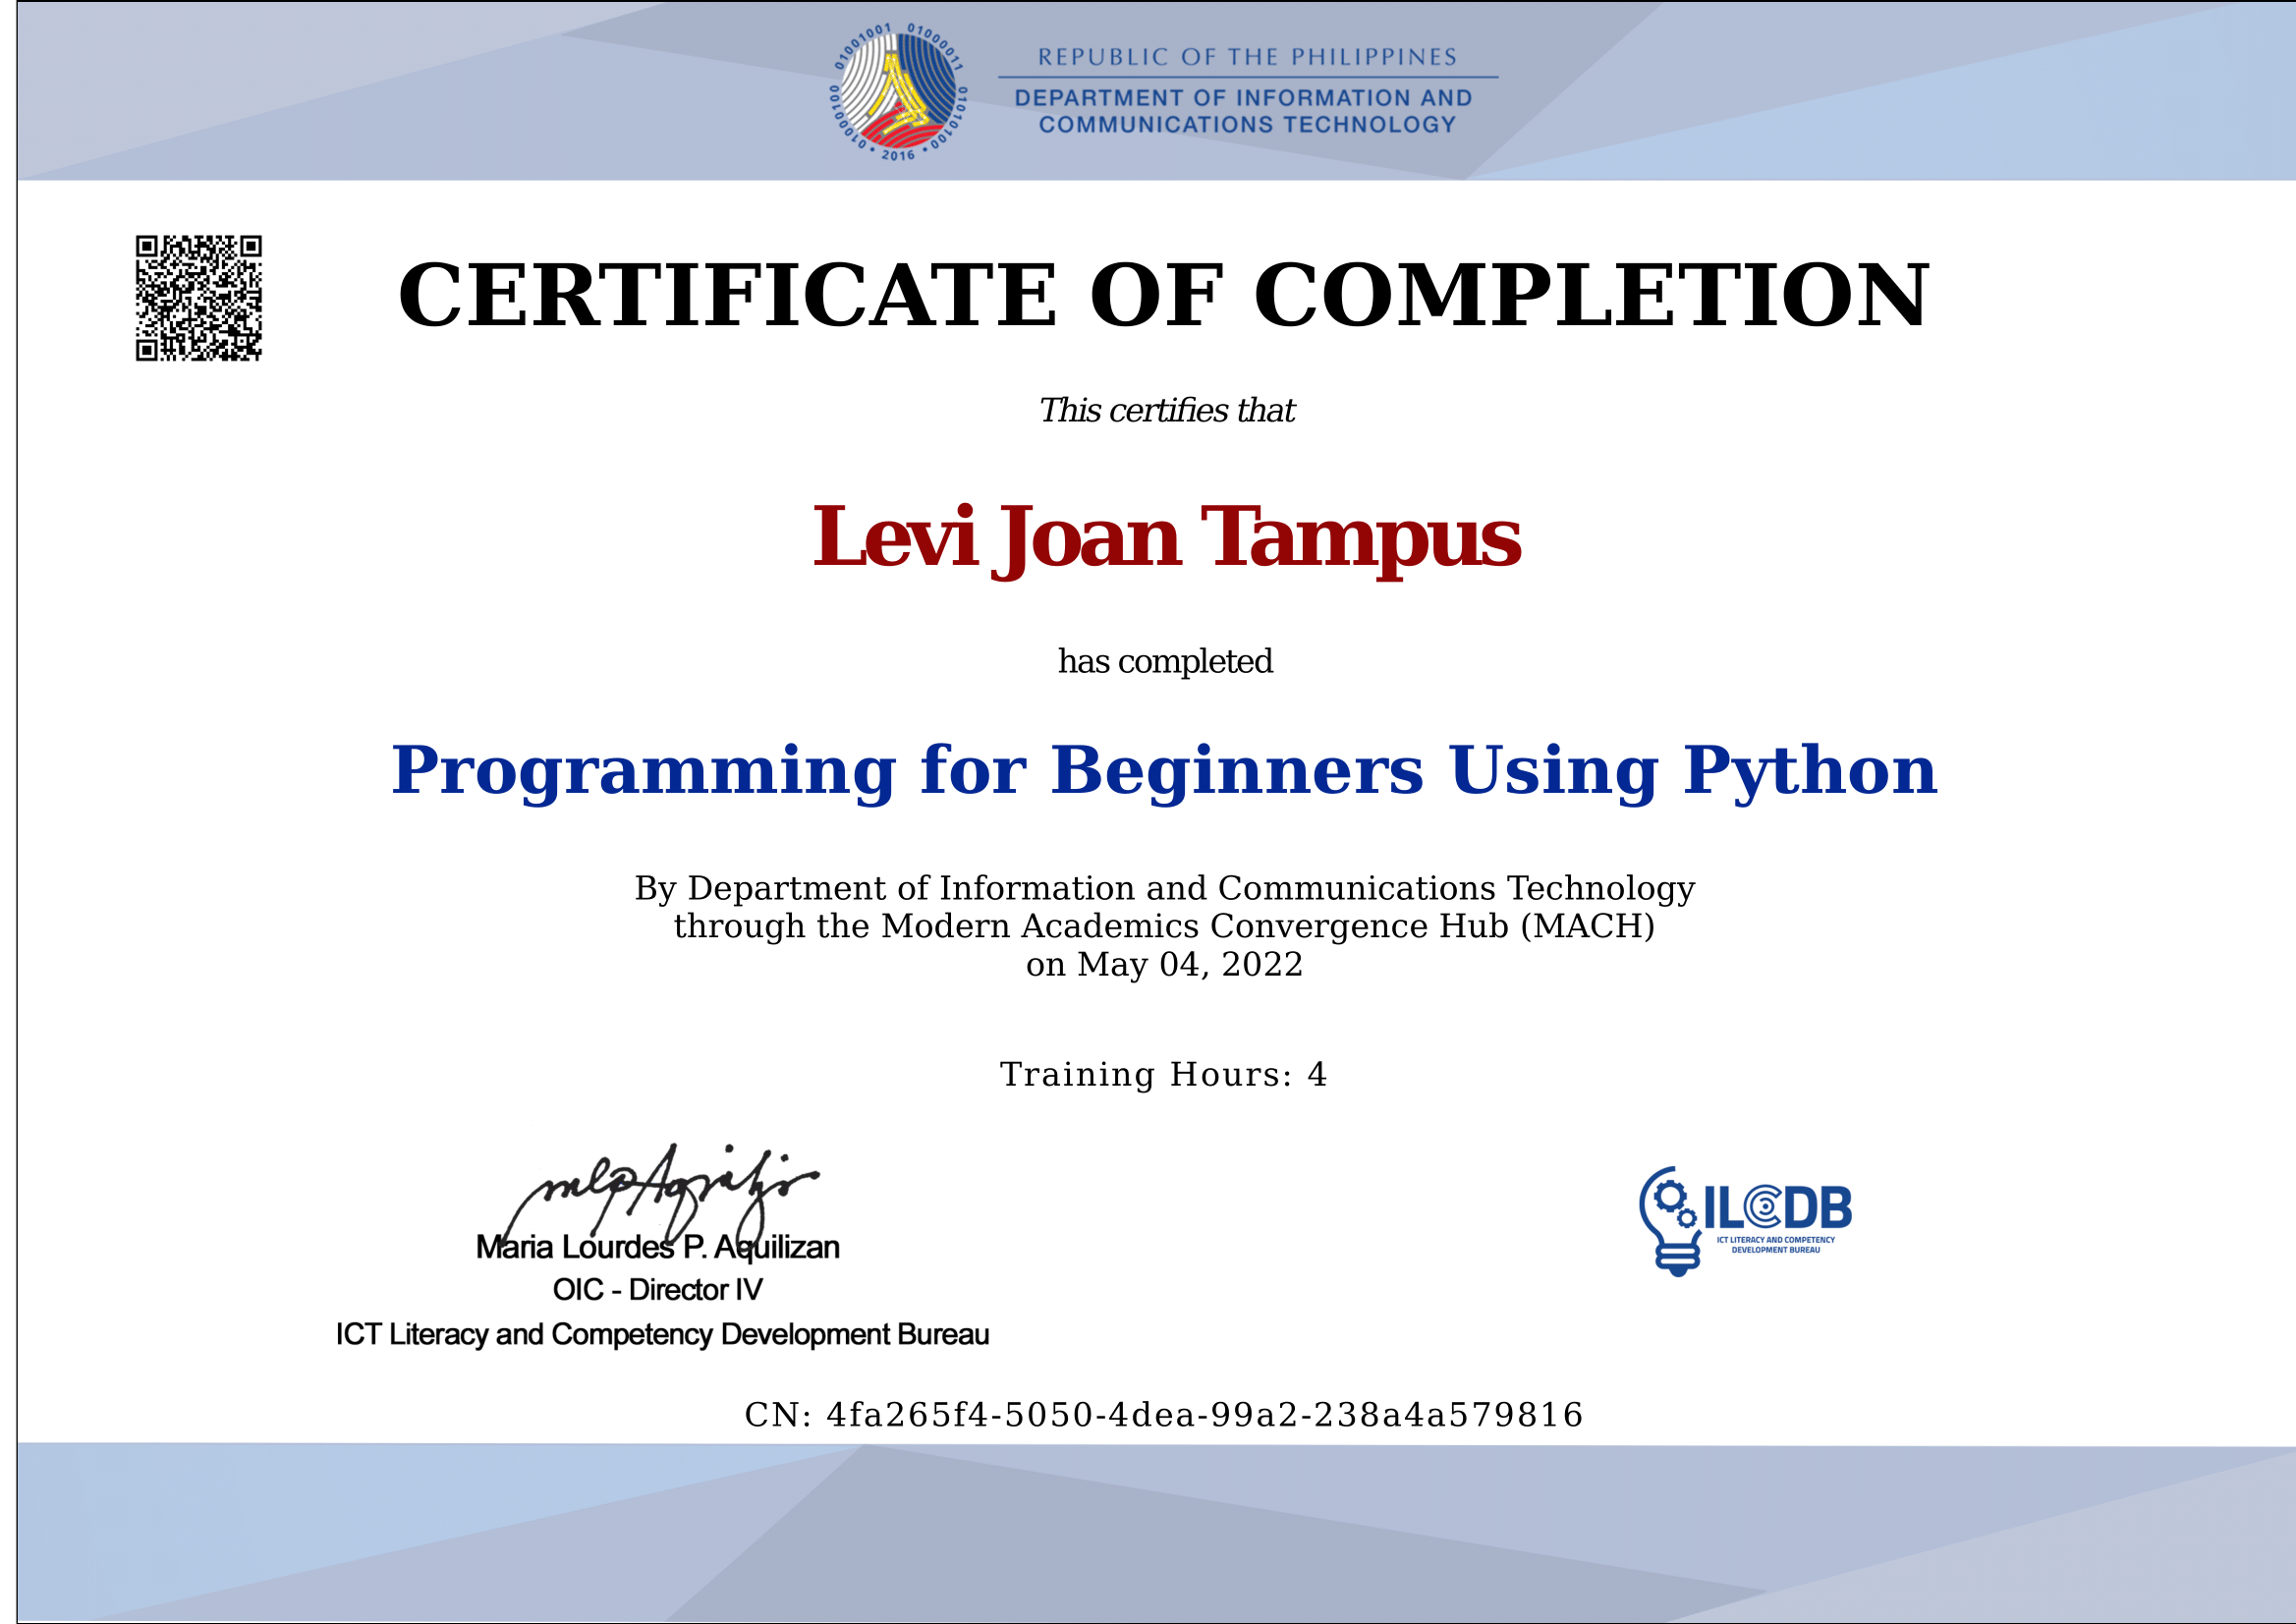 01001001 01000011 01010100 • 2016 • 01000100
REPUBLIC OF THE PHILIPPINES
DEPARTMENT OF INFORMATION AND
COMMUNICATIONS TECHNOLOGY
CERTIFICATE OF COMPLETION
This certifies that
Levi Joan Tampus
has completed
Programming for Beginners Using Python
By Department of Information and Communications Technology
through the Modern Academics Convergence Hub (MACH)
on May 04, 2022
Training Hours: 4
Maria Lourdes P. Aquilizan
OIC - Director IV
ICT Literacy and Competency Development Bureau
ILCDB
ICT LITERACY AND COMPETENCY
DEVELOPMENT BUREAU
CN: 4fa265f4-5050-4dea-99a2-238a4a579816